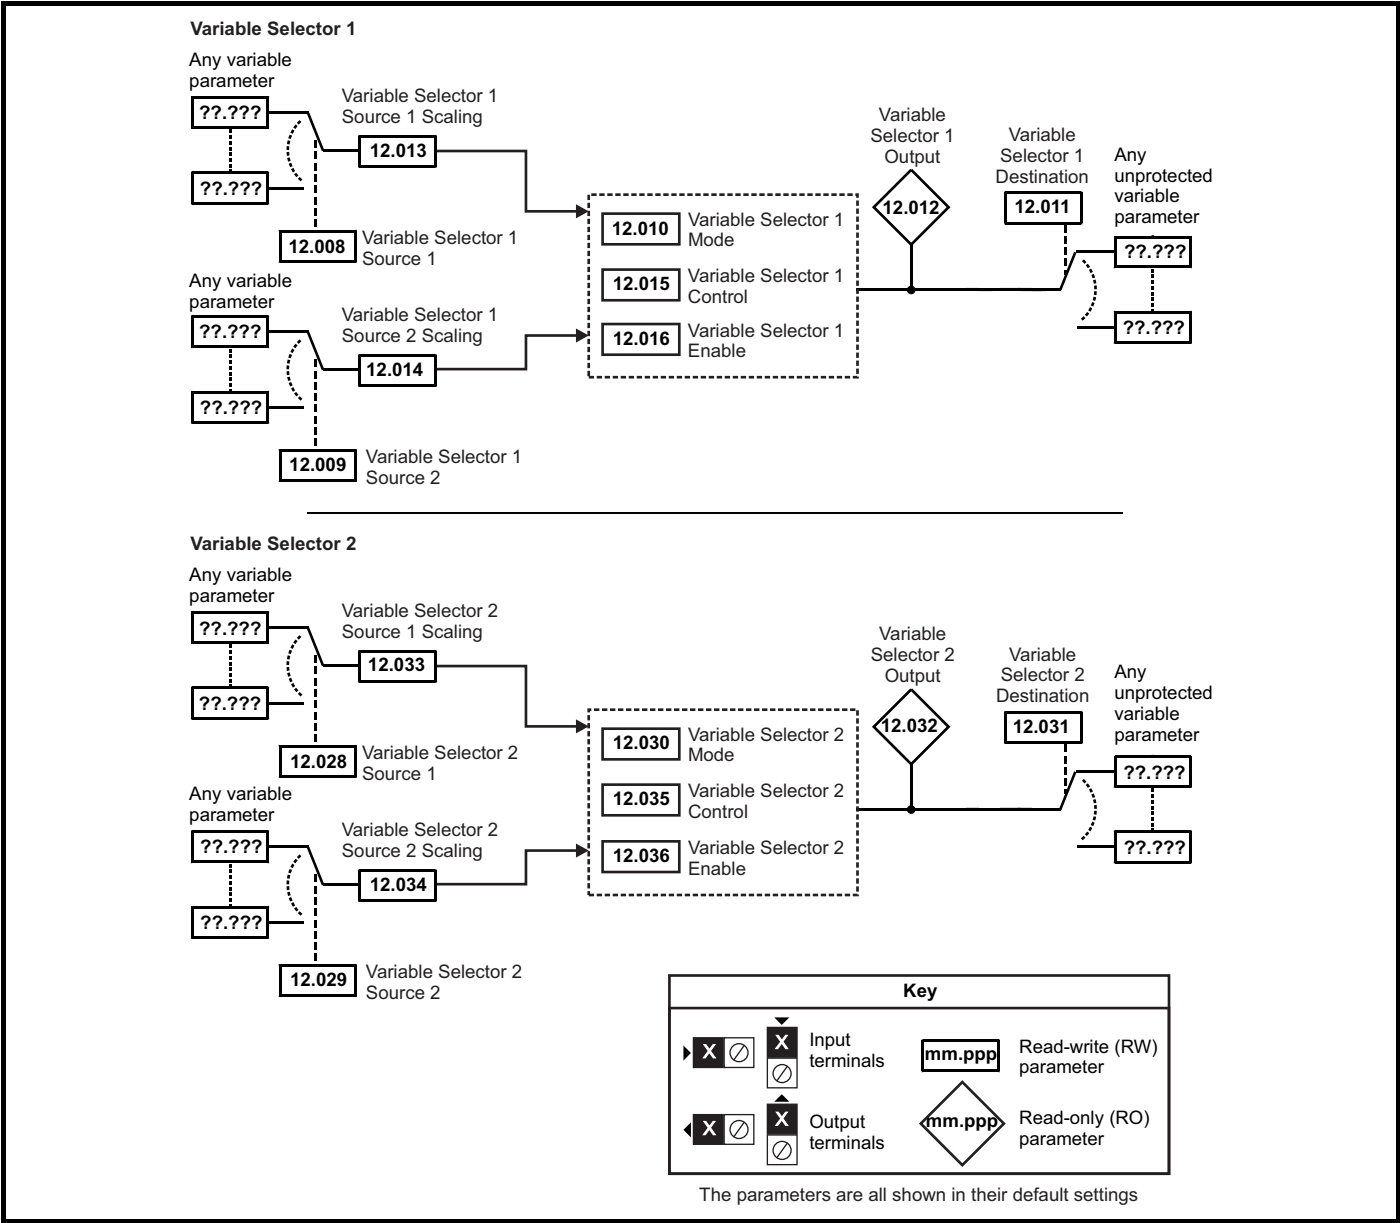 Variable Selector 1
Any variable
parameter
??.???
??.???
Variable Selector 1
Source 1 Scaling
12.013
12.008
Variable Selector 1
Source 1
Any variable
parameter
??.???
??.???
Variable Selector 1
Source 2 Scaling
12.014
12.009
Variable Selector 1
Source 2
12.010
Variable Selector 1
Mode
12.015
Variable Selector 1
Control
12.016
Variable Selector 1
Enable
Variable
Selector 1
Output
12.012
Variable
Selector 1
Destination
12.011
Any
unprotected
variable
parameter
??.???
??.???
Variable Selector 2
Any variable
parameter
??.???
??.???
Variable Selector 2
Source 1 Scaling
12.033
12.028
Variable Selector 2
Source 1
Any variable
parameter
??.???
??.???
Variable Selector 2
Source 2 Scaling
12.034
12.029
Variable Selector 2
Source 2
12.030
Variable Selector 2
Mode
12.035
Variable Selector 2
Control
12.036
Variable Selector 2
Enable
Variable
Selector 2
Output
12.032
Variable
Selector 2
Destination
12.031
Any
unprotected
variable
parameter
??.???
??.???
Key
X
X
Input
terminals
mm.ppp
Read-write (RW)
parameter
X
X
Output
terminals
mm.ppp
Read-only (RO)
parameter
The parameters are all shown in their default settings